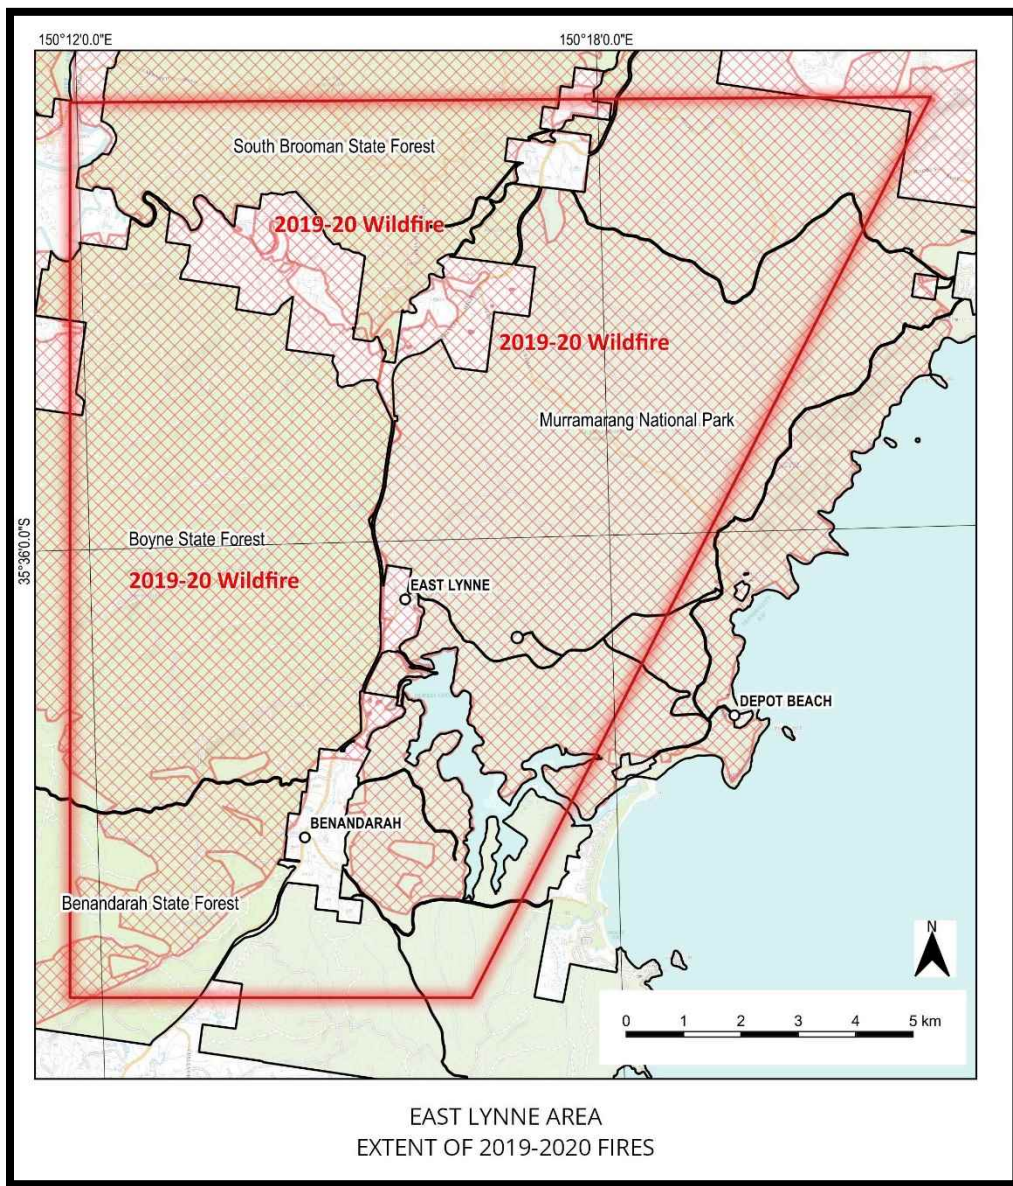 150°12'0.0"E
150°18'0.0"E
South Brooman State Forest
2019-20 Wildfire
2019-20 Wildfire
Murramarang National Park
35°36'0.0"S
Boyne State Forest
2019-20 Wildfire
EAST LYNNE
DEPOT BEACH
BENANDARAH
Benandarah State Forest
N
0 1 2 3 4 5 km
EAST LYNNE AREA
EXTENT OF 2019-2020 FIRES